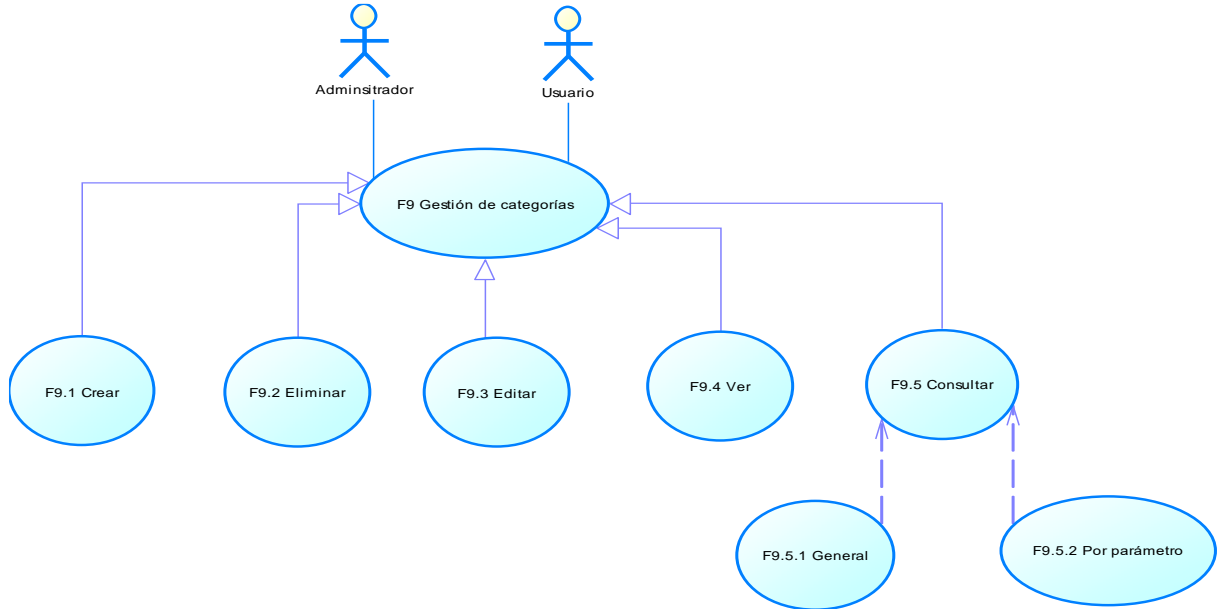 Adminsitrador
Usuario
F9 Gestión de categorías
F9.1 Crear
F9.2 Eliminar
F9.3 Editar
F9.4 Ver
F9.5 Consultar
F9.5.1 General
F9.5.2 Por parámetro